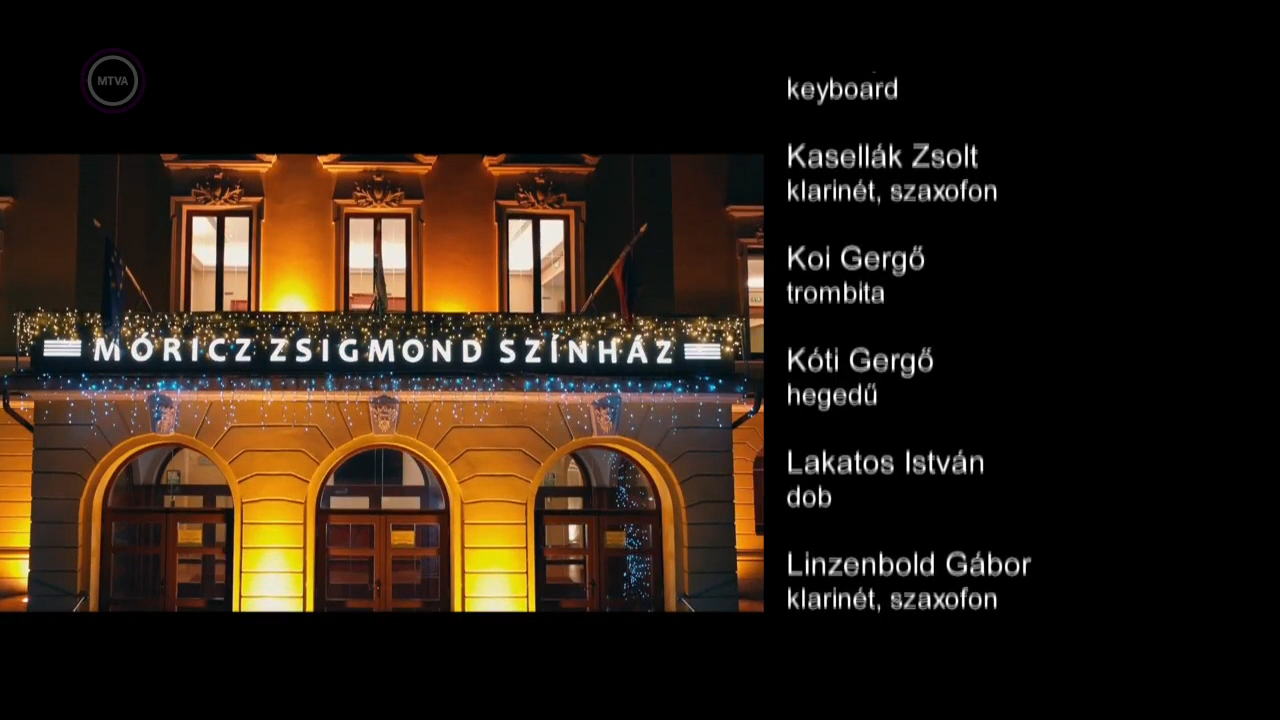 MTVA
MÓRICZ ZSIGMOND SZÍNHÁZ
keyboard
Kasellák Zsolt
klarinét, szaxofon
Koi Gergő
trombita
Kóti Gergő
hegedű
Lakatos István
dob
Linzenbold Gábor
klarinét, szaxofon